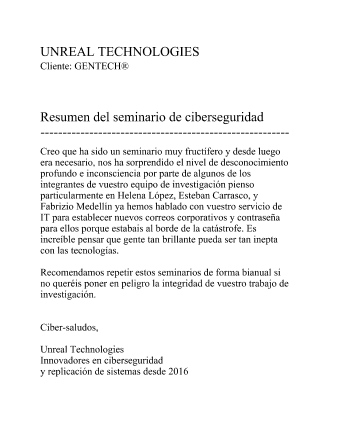 UNREAL TECHNOLOGIES
Cliente: GENTECH®
Resumen del seminario de ciberseguridad
--------------------------------------------------------
Creo que ha sido un seminario muy fructífero y desde luego
era necesario, nos ha sorprendido el nivel de desconocimiento
profundo e inconsciencia por parte de algunos de los
integrantes de vuestro equipo de investigación pienso
particularmente en Helena López, Esteban Carrasco, y
Fabrizio Medellín ya hemos hablado con vuestro servicio de
IT para establecer nuevos correos corporativos y contraseña
para ellos porque estabais al borde de la catástrofe. Es
increíble pensar que gente tan brillante pueda ser tan inepta
con las tecnologías.
Recomendamos repetir estos seminarios de forma bianual si
no queréis poner en peligro la integridad de vuestro trabajo de
investigación.
Ciber-saludos,
Unreal Technologies
Innovadores en ciberseguridad
y replicación de sistemas desde 2016